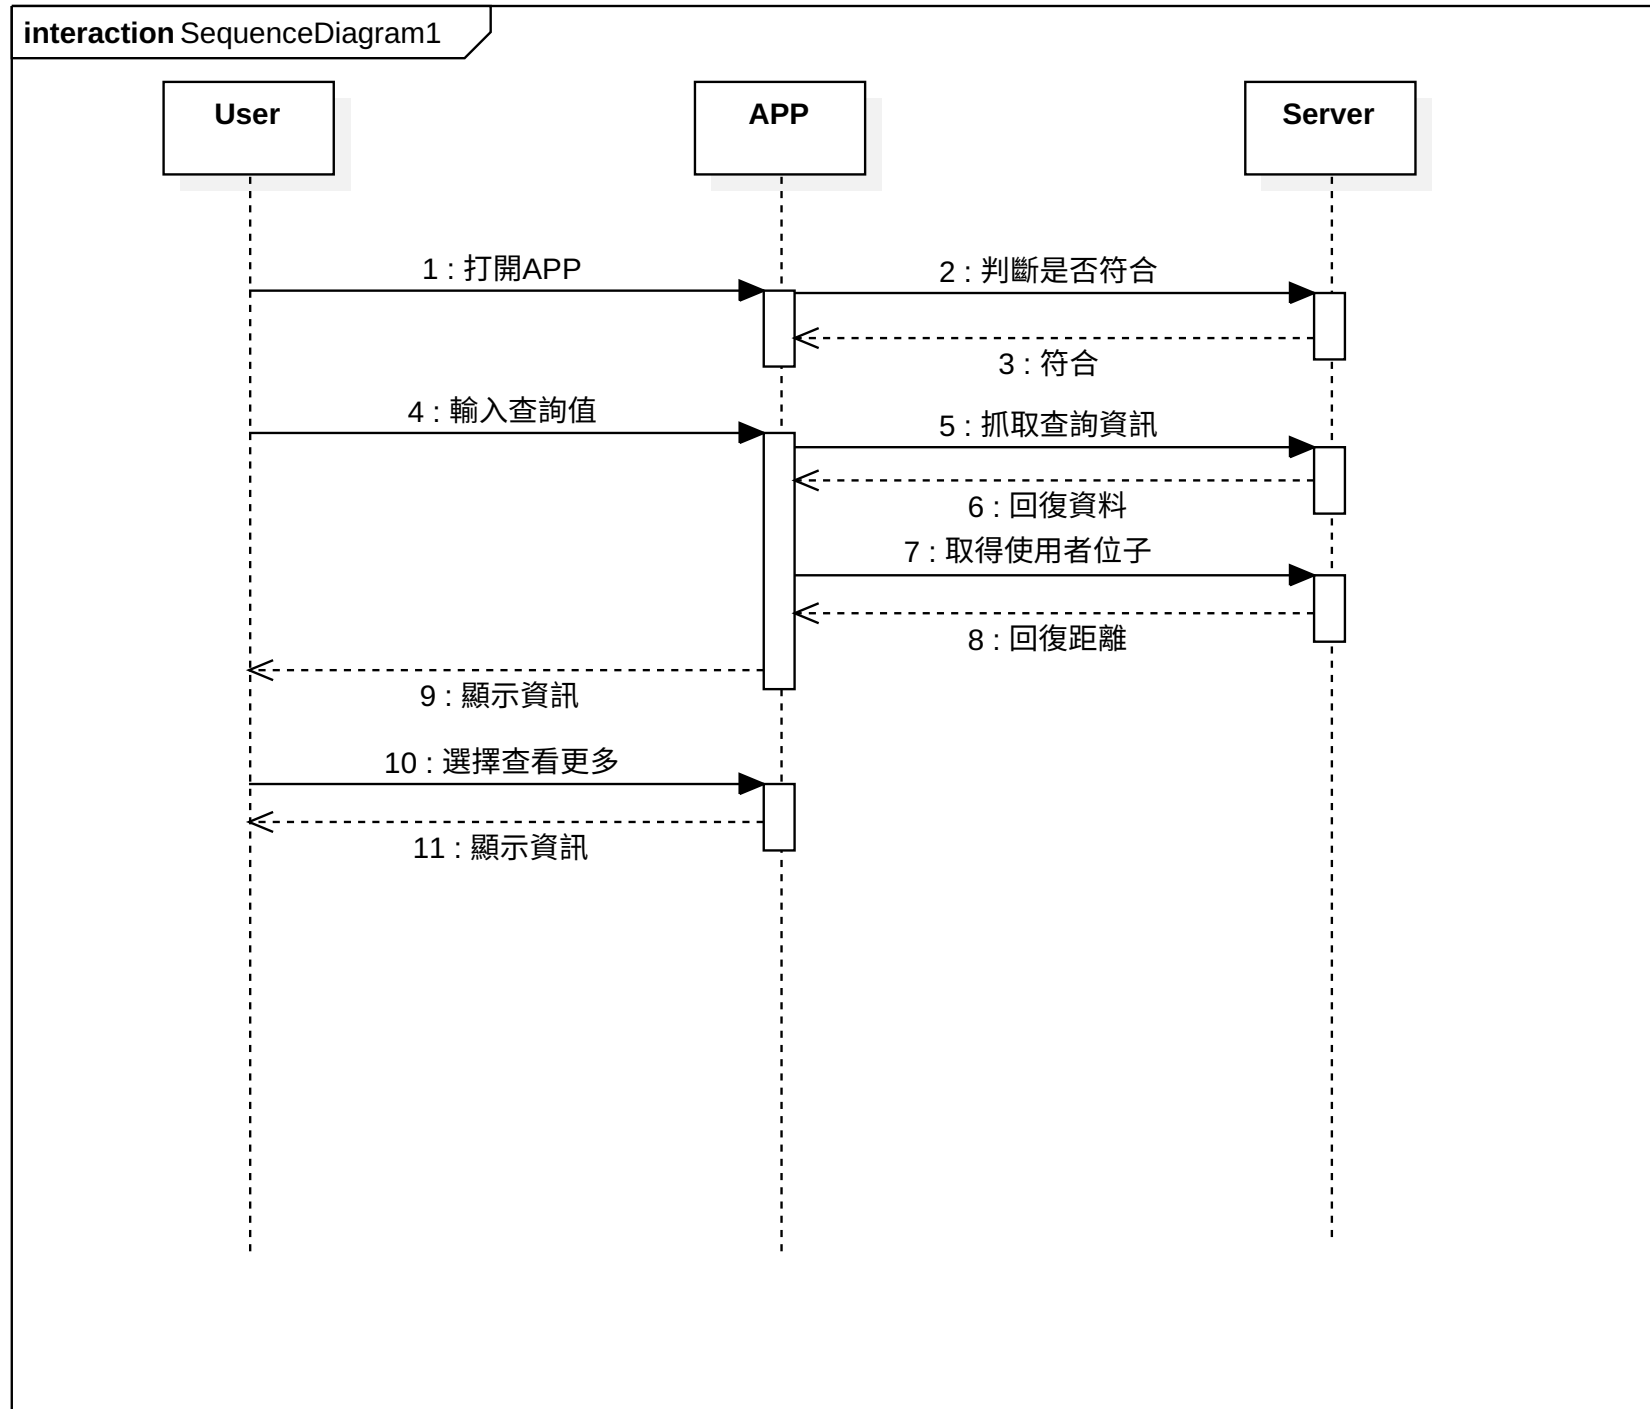 interaction SequenceDiagram1
User
APP
Server
1 : 打開APP
2 : 判斷是否符合
3 : 符合
4 : 輸入查詢值
5 : 抓取查詢資訊
6 : 回復資料
7 : 取得使用者位子
8 : 回復距離
9 : 顯示資訊
10 : 選擇查看更多
11 : 顯示資訊